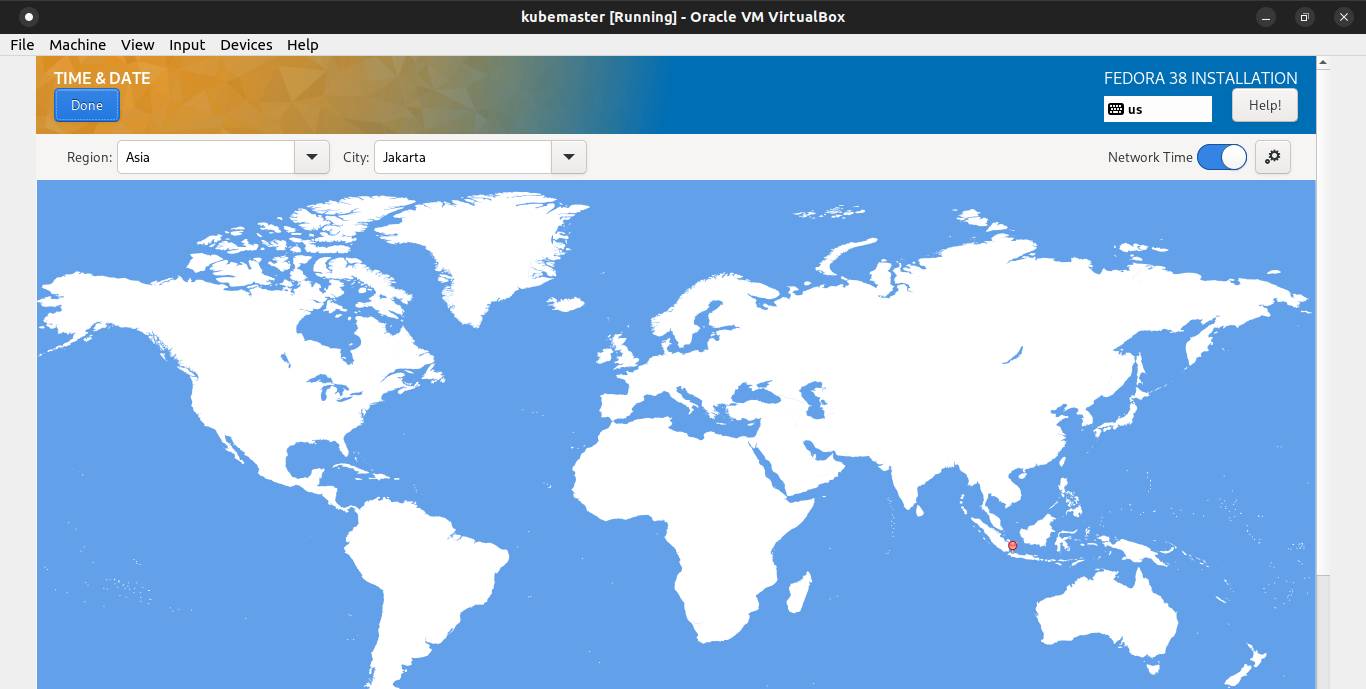 kubemaster [Running] - Oracle VM VirtualBox
File Machine View Input Devices Help
TIME & DATE
FEDORA 38 INSTALLATION
Done
us
Help!
Region: Asia
City: Jakarta
Network Time